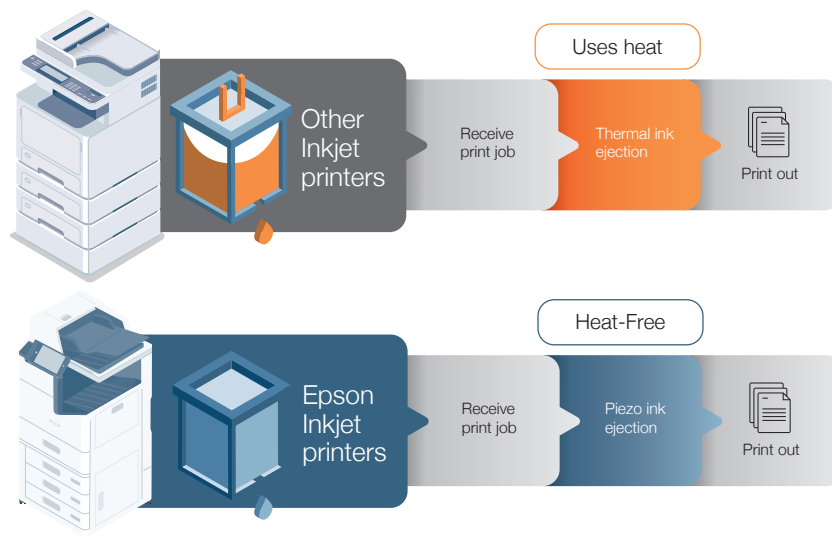 Uses heat
Other
Inkjet
printers
Receive
print job
Thermal ink
ejection
Print out
Heat-Free
Epson
Inkjet
printers
Receive
print job
Piezo ink
ejection
Print out